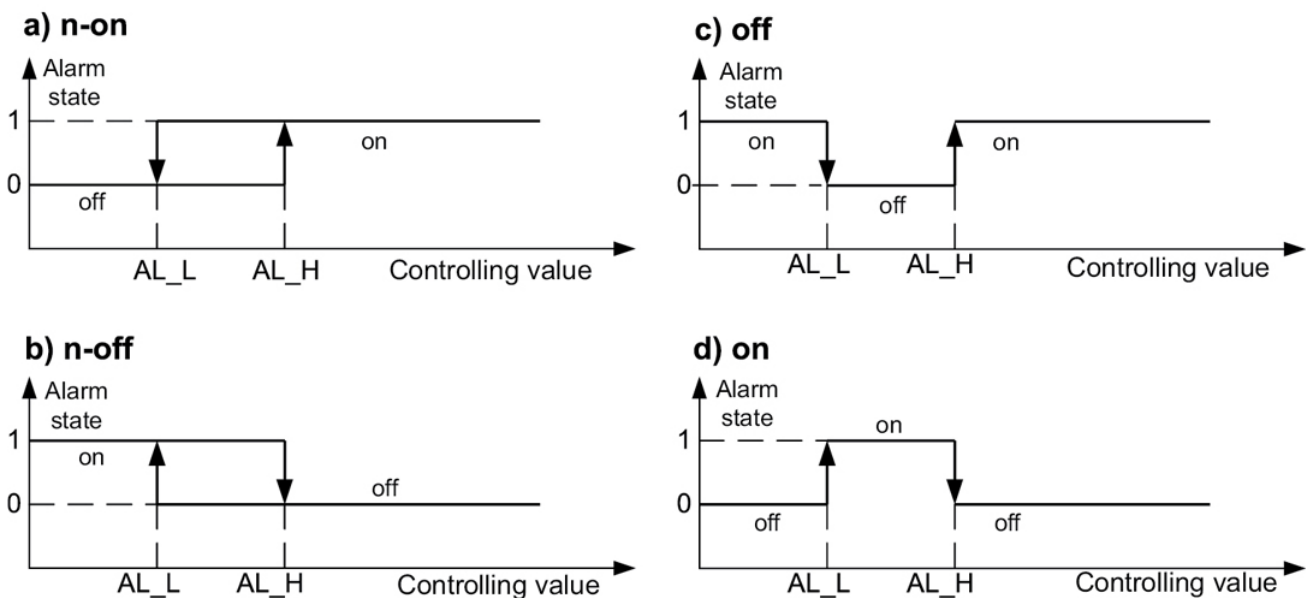 a) n-on
Alarm
state
1
on
0
off
AL_L
AL_H
Controlling value
b) n-off
Alarm
state
1
on
off
0
AL_L
AL_H
Controlling value
c) off
Alarm
state
1
on
on
0
off
AL_L
AL_H
Controlling value
d) on
Alarm
state
on
1
0
off
off
AL_L
AL_H
Controlling value